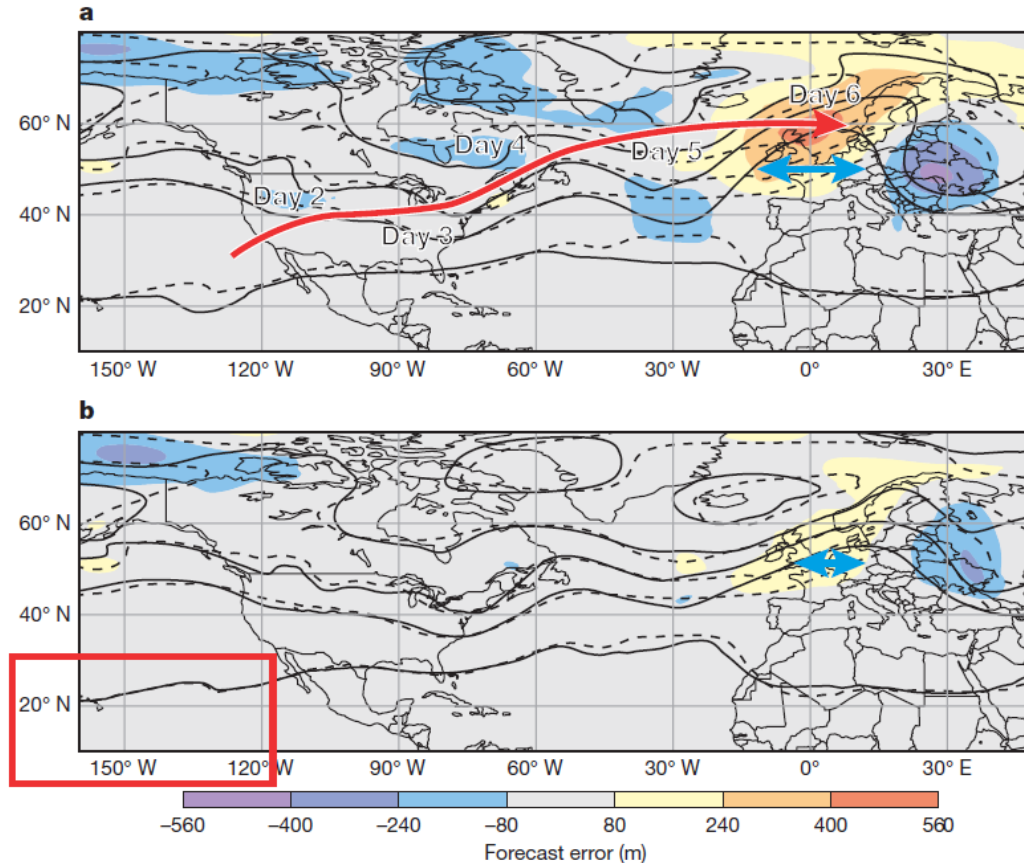 a
60° N
40° N
20° N
Day 2
Day 3
Day 4
Day 5
Day 6
150° W 120° W 90° W 60° W 30° W 0° 30° E
b
60° N
40° N
20° N
150° W 120° W 90° W 60° W 30° W 0° 30° E
−560 −400 −240 −80 80 240 400 560
Forecast error (m)